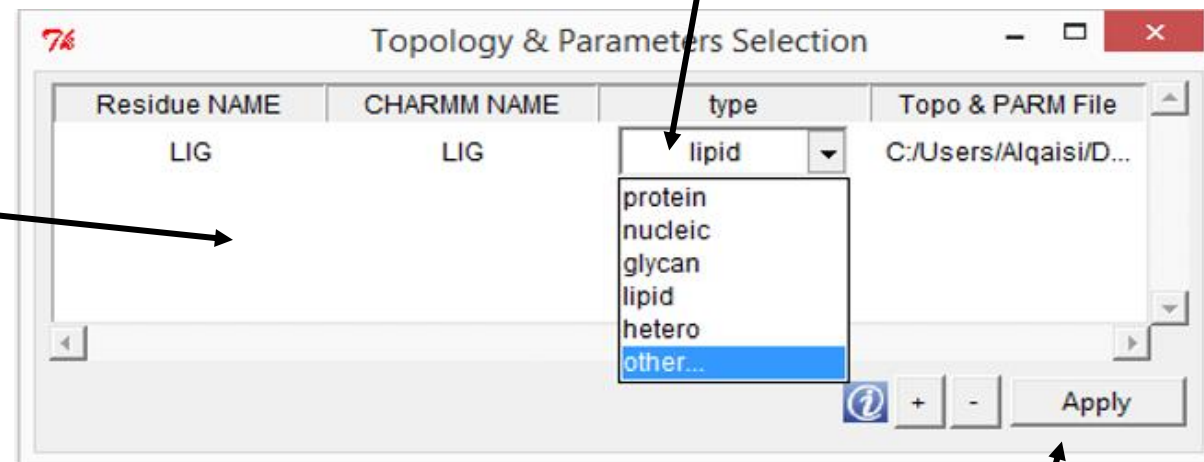 Topology & Parameters Selection
Residue NAME CHARMM NAME type Topo & PARM File
LIG LIG lipid C:/Users/Alqaisi/D...
protein
nucleic
glycan
lipid
hetero
other...
i + - Apply